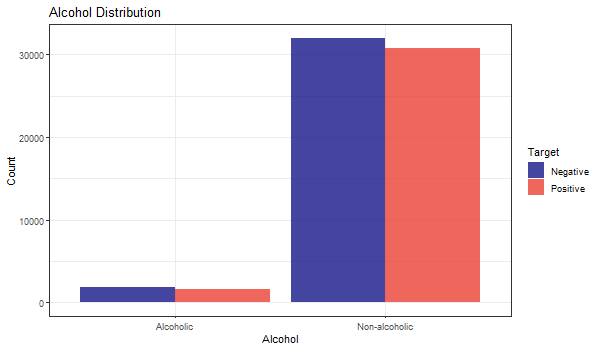 Alcohol Distribution
30000
20000
10000
0
Count
Alcoholic
Non-alcoholic
Alcohol
Target
Negative
Positive